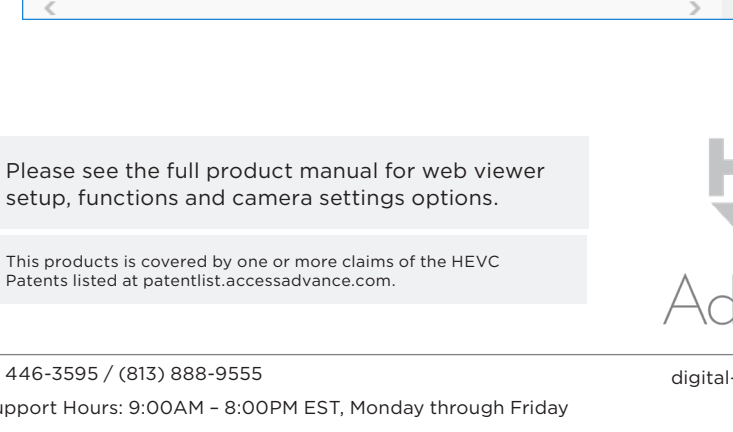 Please see the full product manual for web viewer
setup, functions and camera settings options.
This products is covered by one or more claims of the HEVC
Patents listed at patentlist.accessadvance.com.
446-3595 / (813) 888-9555
Support Hours: 9:00AM – 8:00PM EST, Monday through Friday
digital-
H
Ad